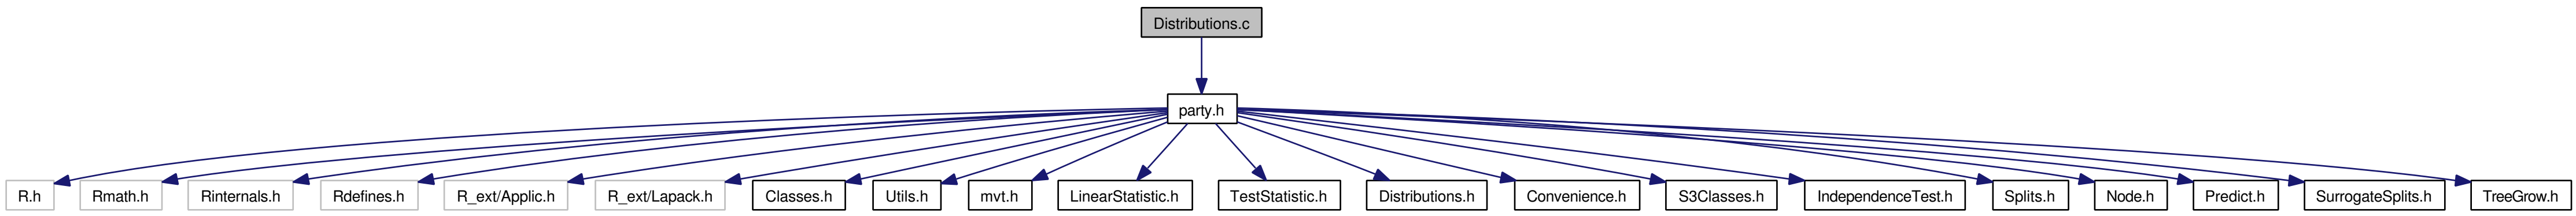 Distributions.c
party.h
R.h
Rmath.h
Rinternals.h
Rdefines.h
R_ext/Applic.h
R_ext/Lapack.h
Classes.h
Utils.h
mvt.h
LinearStatistic.h
TestStatistic.h
Distributions.h
Convenience.h
S3Classes.h
IndependenceTest.h
Splits.h
Node.h
Predict.h
SurrogateSplits.h
TreeGrow.h